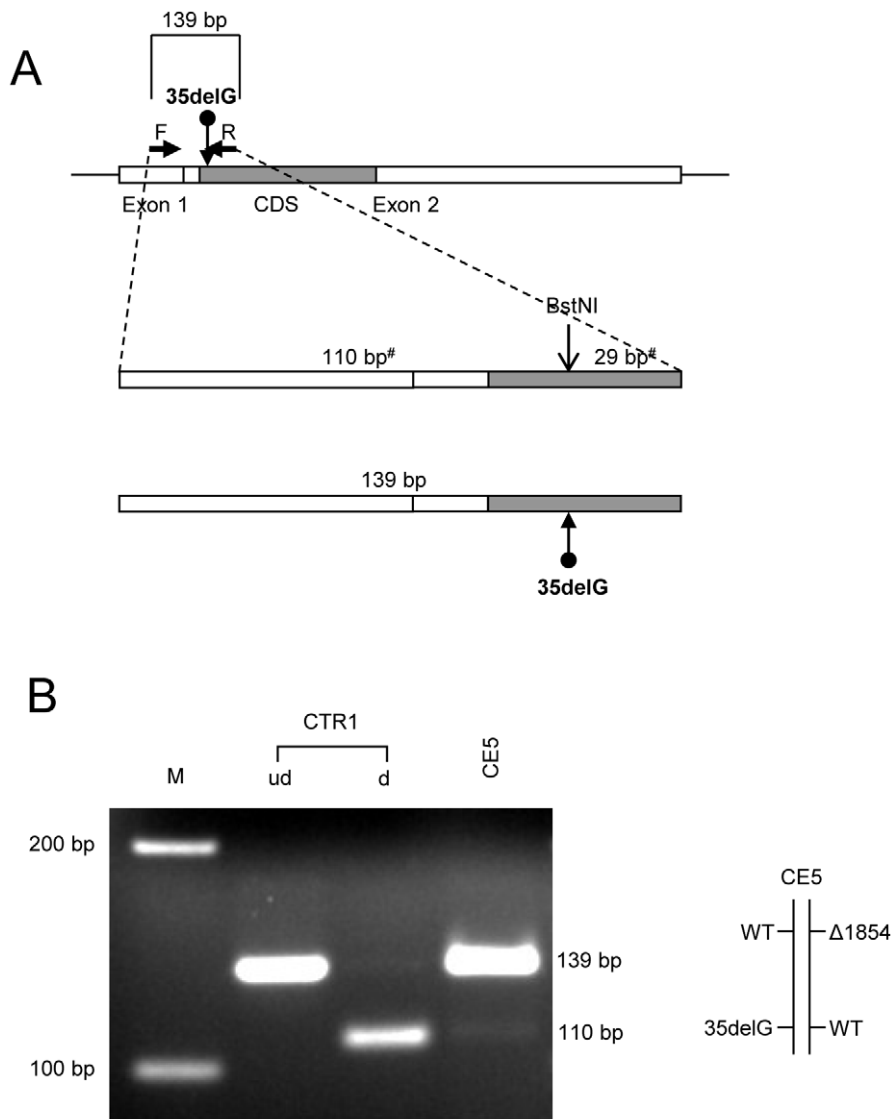 139 bp
A
35delG
F
R
Exon 1
CDS
Exon 2
BstNI
110 bp#
29 bp#
139 bp
35delG
B
CTR1
M
ud
d
CE5
200 bp
139 bp
110 bp
100 bp
CE5
WT
Δ1854
35delG
WT